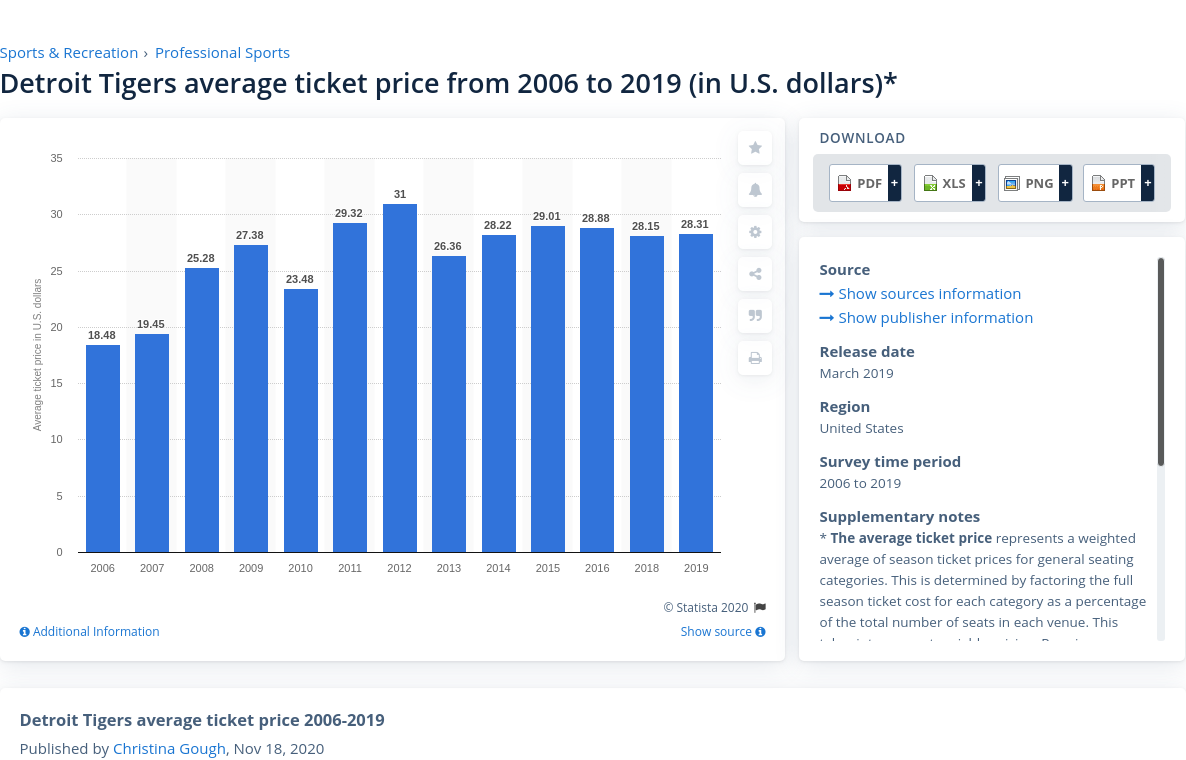 Sports & Recreation › Professional Sports
Detroit Tigers average ticket price from 2006 to 2019 (in U.S. dollars)*
35
30
25
20
15
10
5
0
Average ticket price in U.S. dollars
18.48
19.45
25.28
27.38
23.48
29.32
31
26.36
28.22
29.01
28.88
28.15
28.31
2006 2007 2008 2009 2010 2011 2012 2013 2014 2015 2016 2018 2019
© Statista 2020
Additional Information
Show source
DOWNLOAD
PDF + XLS + PNG + PPT +
Source
Show sources information
Show publisher information
Release date
March 2019
Region
United States
Survey time period
2006 to 2019
Supplementary notes
* The average ticket price represents a weighted
average of season ticket prices for general seating
categories. This is determined by factoring the full
season ticket cost for each category as a percentage
of the total number of seats in each venue. This
Detroit Tigers average ticket price 2006-2019
Published by Christina Gough, Nov 18, 2020